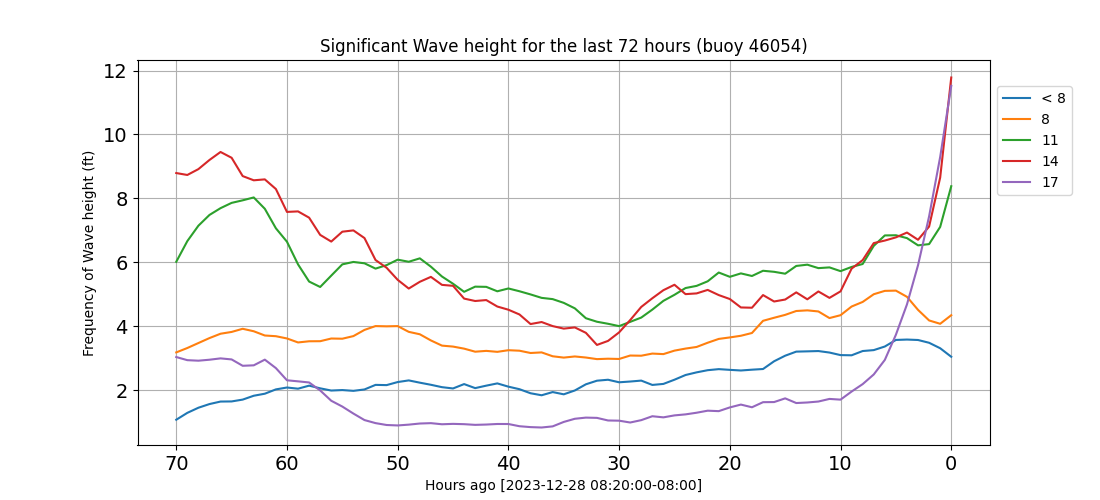 Significant Wave height for the last 72 hours (buoy 46054)
12
10
8
6
4
2
Frequency of Wave height (ft)
< 8
8
11
14
17
70 60 50 40 30 20 10 0
Hours ago [2023-12-28 08:20:00-08:00]